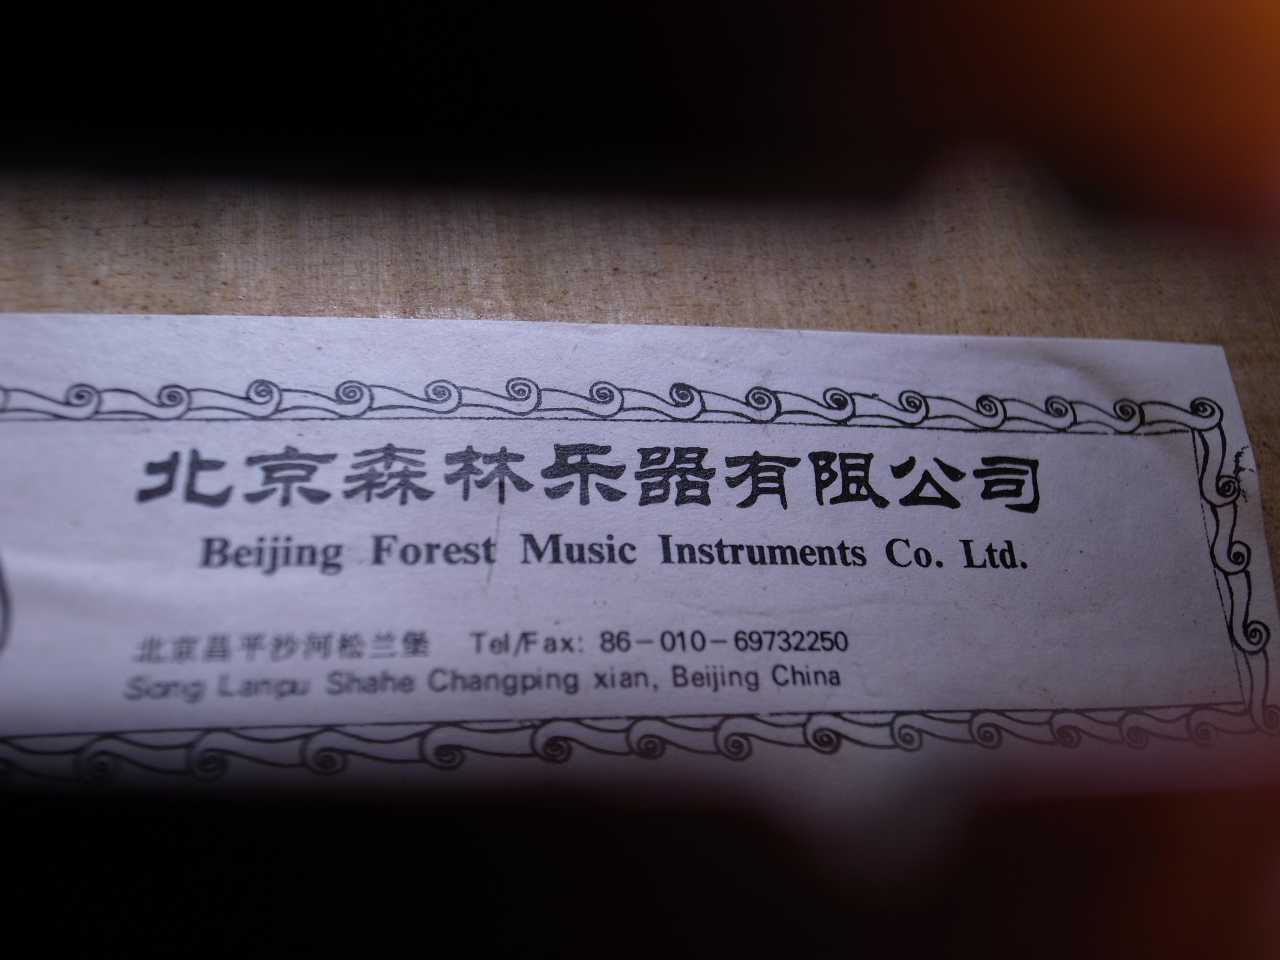 北京森林乐器有限公司
Beijing Forest Music Instruments Co. Ltd.
北京昌平沙河松兰堡 Tel/Fax: 86-010-69732250
Siong Lanpu Shahe Changping xian, Beijing China